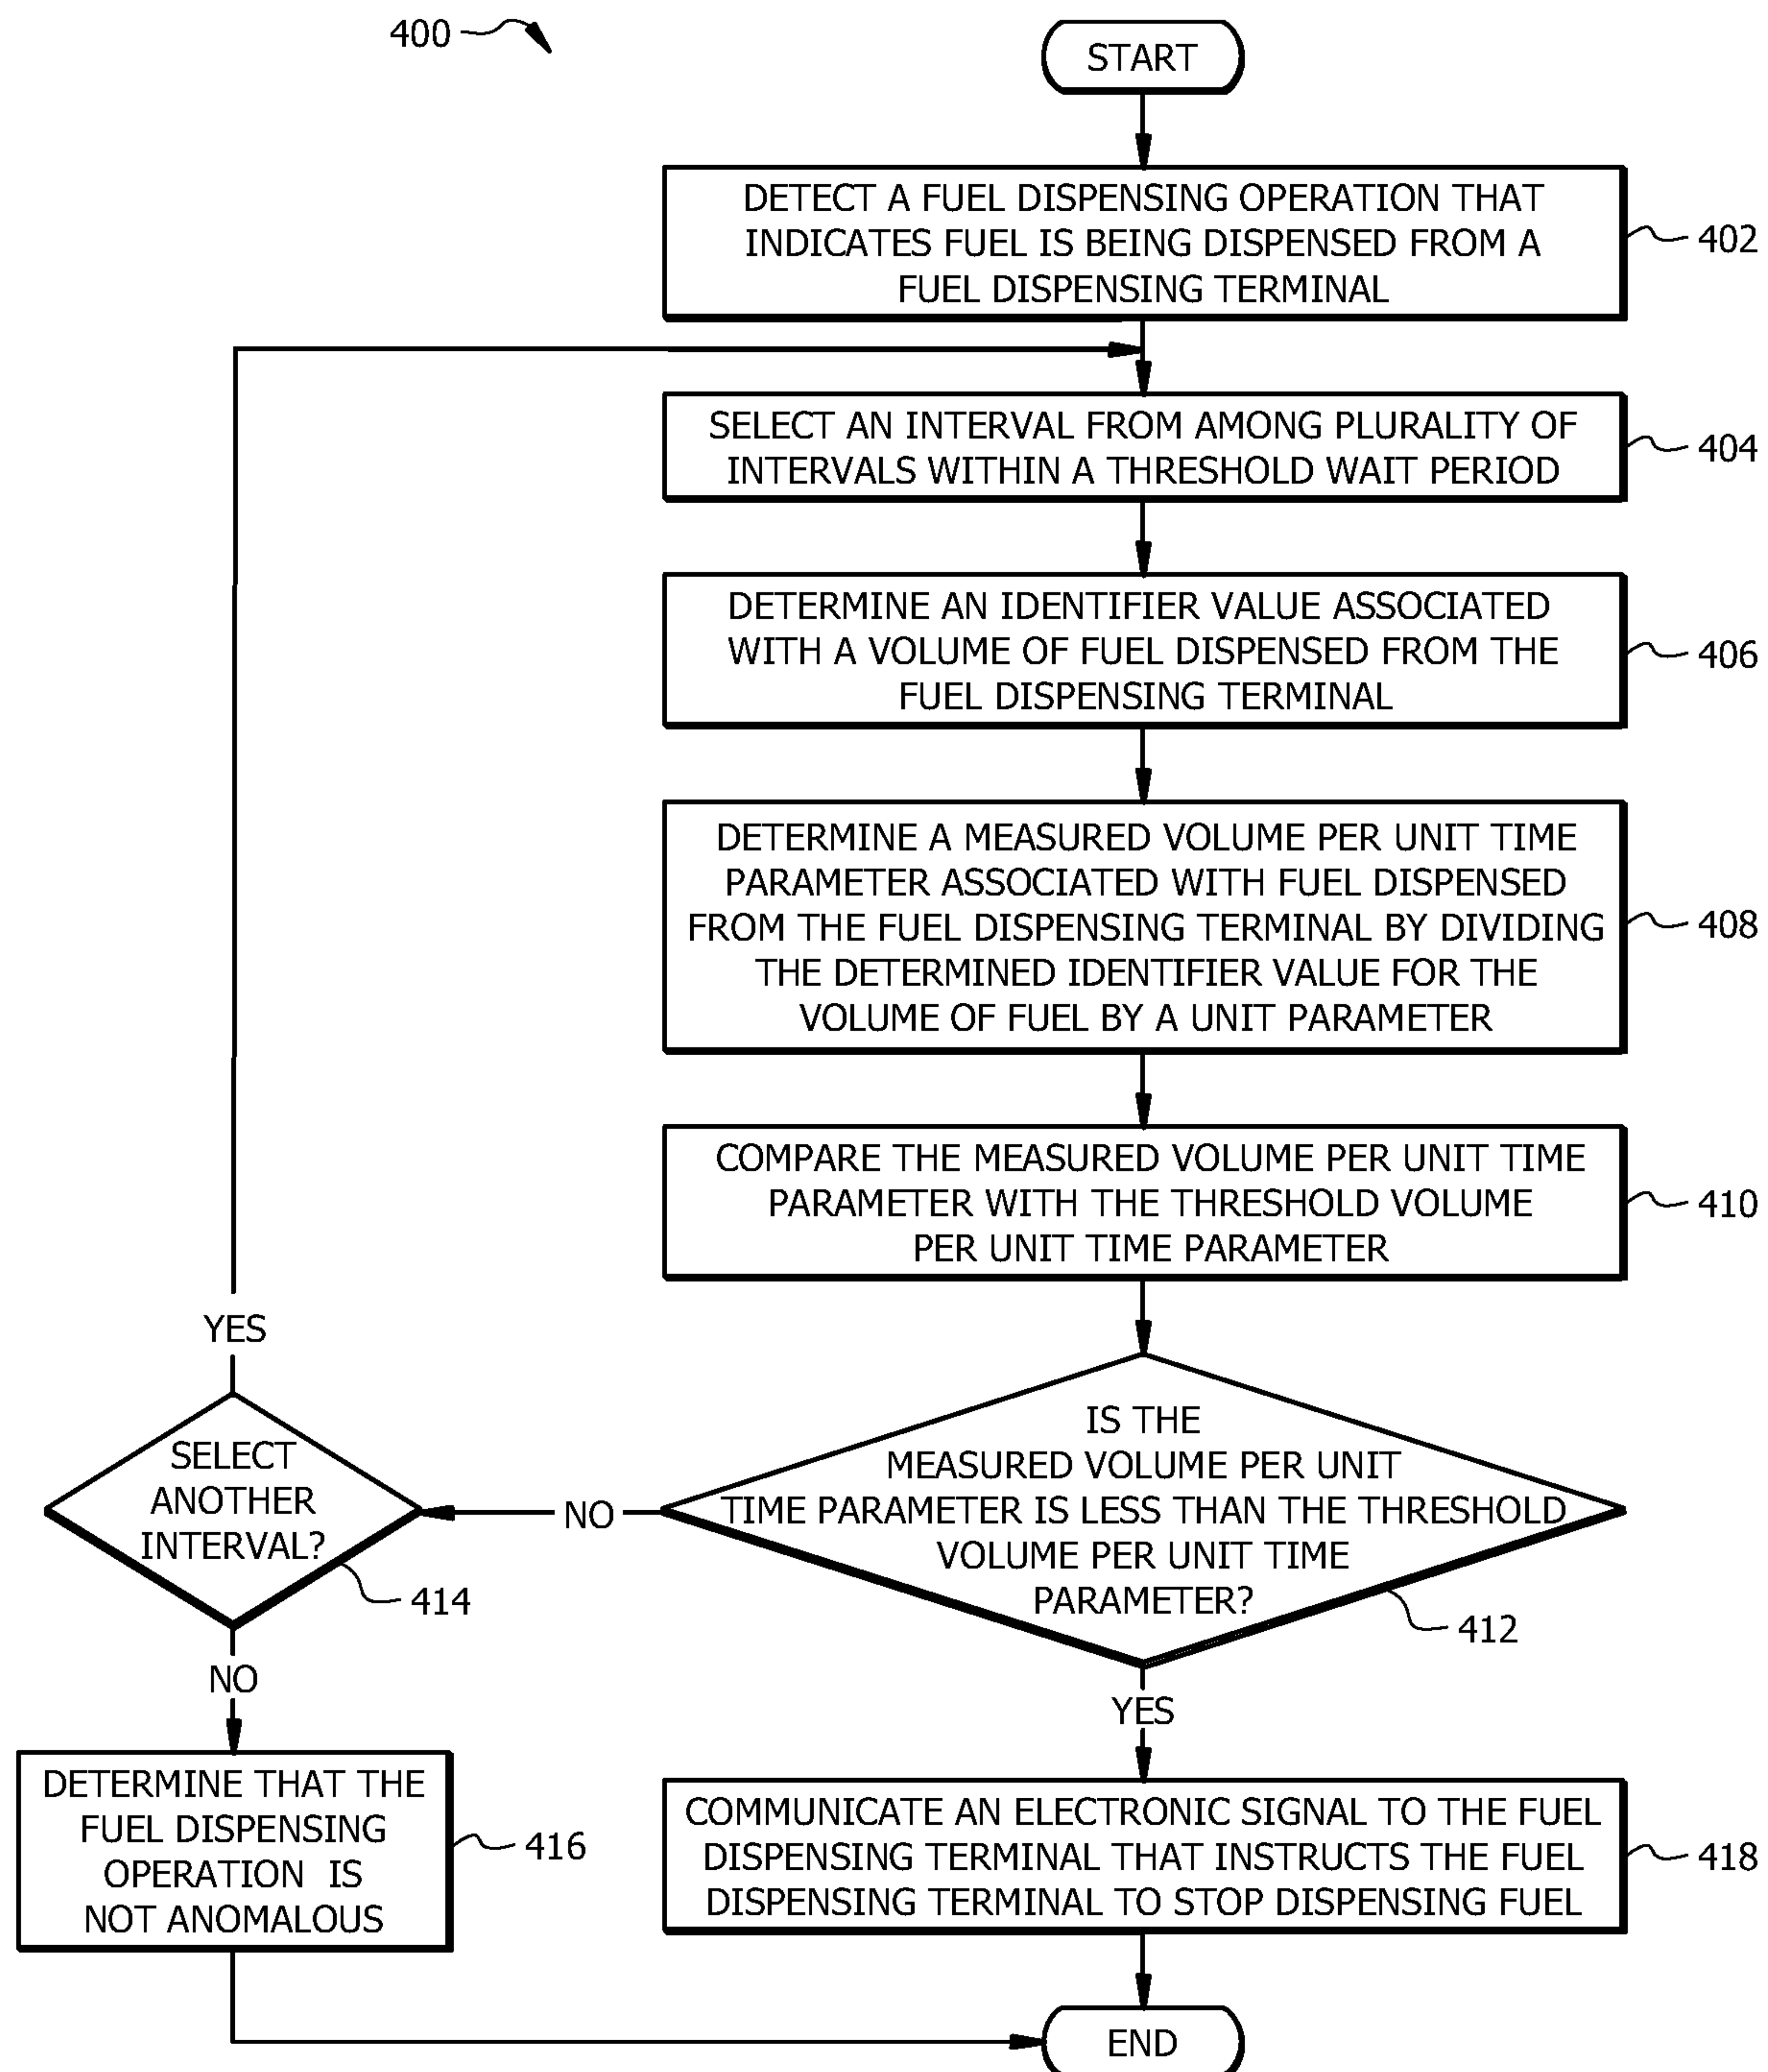 400
START
DETECT A FUEL DISPENSING OPERATION THAT
INDICATES FUEL IS BEING DISPENSED FROM A
FUEL DISPENSING TERMINAL
402
SELECT AN INTERVAL FROM AMONG PLURALITY OF
INTERVALS WITHIN A THRESHOLD WAIT PERIOD
404
DETERMINE AN IDENTIFIER VALUE ASSOCIATED
WITH A VOLUME OF FUEL DISPENSED FROM THE
FUEL DISPENSING TERMINAL
406
DETERMINE A MEASURED VOLUME PER UNIT TIME
PARAMETER ASSOCIATED WITH FUEL DISPENSED
FROM THE FUEL DISPENSING TERMINAL BY DIVIDING
THE DETERMINED IDENTIFIER VALUE FOR THE
VOLUME OF FUEL BY A UNIT PARAMETER
408
COMPARE THE MEASURED VOLUME PER UNIT TIME
PARAMETER WITH THE THRESHOLD VOLUME
PER UNIT TIME PARAMETER
410
IS THE
MEASURED VOLUME PER UNIT
TIME PARAMETER IS LESS THAN THE THRESHOLD
VOLUME PER UNIT TIME
PARAMETER?
412
NO
YES
SELECT
ANOTHER
INTERVAL?
414
NO
DETERMINE THAT THE
FUEL DISPENSING
OPERATION IS
NOT ANOMALOUS
416
YES
COMMUNICATE AN ELECTRONIC SIGNAL TO THE FUEL
DISPENSING TERMINAL THAT INSTRUCTS THE FUEL
DISPENSING TERMINAL TO STOP DISPENSING FUEL
418
END